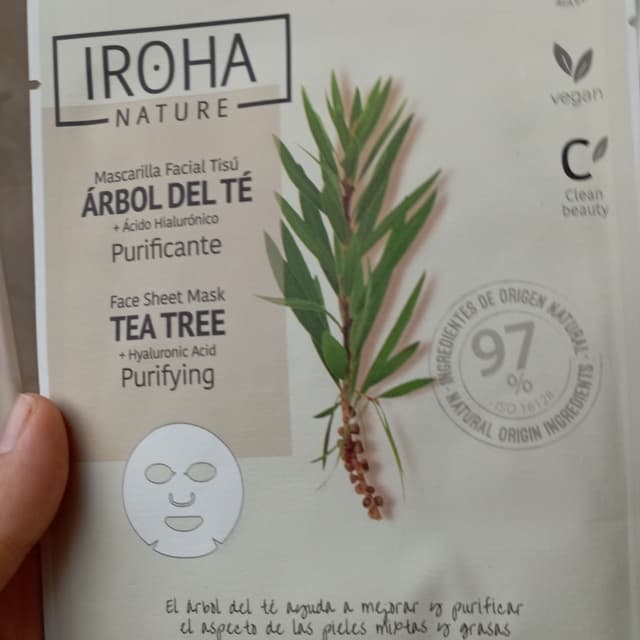 IROHA
NATURE
Mascarilla Facial Tisú
ÁRBOL DEL TÉ
+ Ácido Hialurónico
Purificante
Face Sheet Mask
TEA TREE
+ Hyaluronic Acid
Purifying
vegan
C
Clean
beauty
INGREDIENTES DE ORIGEN NATURAL
97
%
ISO 16128
NATURAL ORIGIN INGREDIENTS
El árbol del té ayuda a mejorar y purificar
el aspecto de las pieles mixtas y grasas